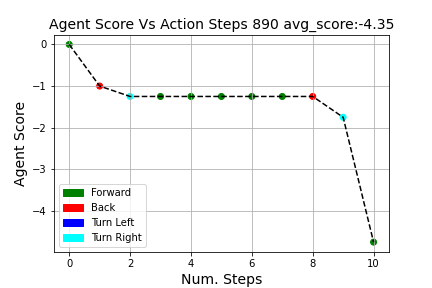 Agent Score Vs Action Steps 890 avg_score:-4.35
Agent Score
0
−1
−2
−3
−4
Forward
Back
Turn Left
Turn Right
0 2 4 6 8 10
Num. Steps